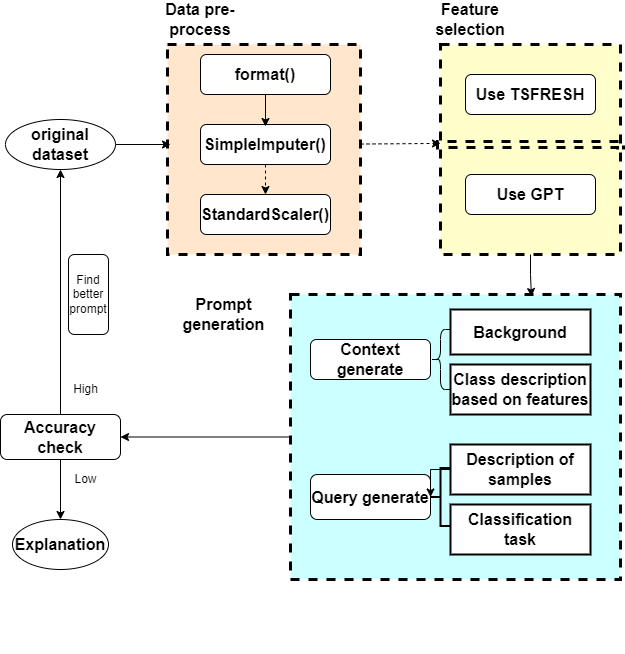 Data pre-
process
Feature
selection
format()
SimpleImputer()
StandardScaler()
original
dataset
Use TSFRESH
Use GPT
Find
better
prompt
Prompt
generation
Background
Context
generate
Class description
based on features
High
Accuracy
check
Low
Description of
samples
Query generate
Classification
task
Explanation